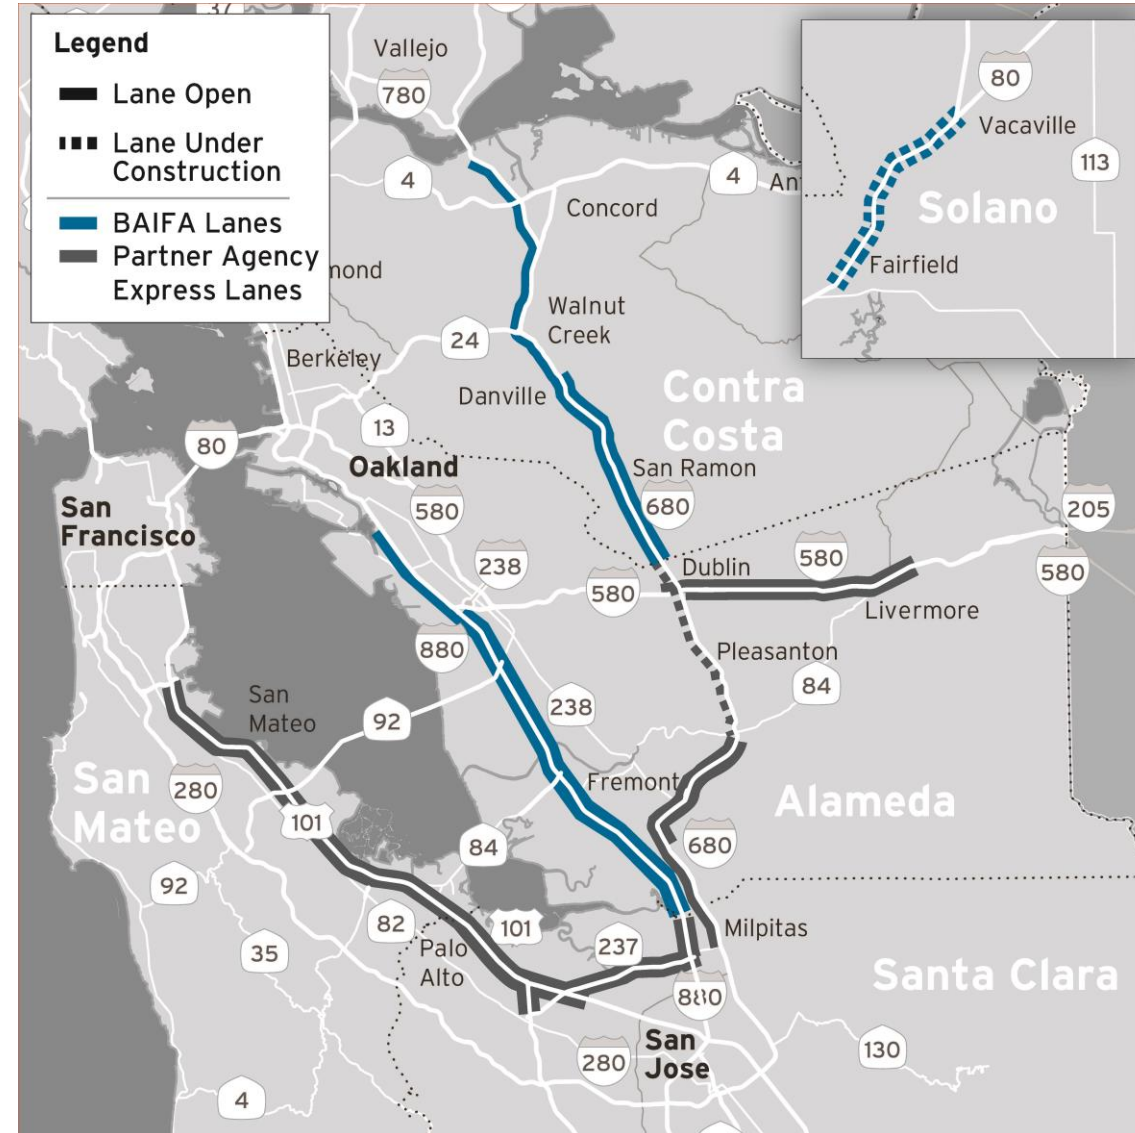 37
Legend
Lane Open
Lane Under
Construction
BAIFA Lanes
Partner Agency
Express Lanes
Vallejo
780
4
4
Concord
Walnut
Creek
24
Berkeley
Danville
Contra
Costa
13
80
Oakland
San Ramon
680
580
San
Francisco
238
580
580
Dublin
205
580
Livermore
880
Pleasanton
84
San
Mateo
92
238
280
San
Mateo
101
Fremont
Alameda
84
680
92
82
101
237
Milpitas
35
Palo
Alto
Santa Clara
880
280
San
Jose
130
4
80
Vacaville
113
Solano
Fairfield